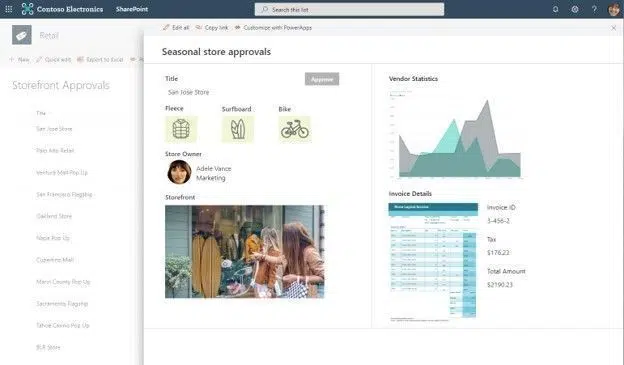 Contoso Electronics SharePoint Search this list
Edit all Copy link Customize with PowerApps
Retail
New Quick edit Export to Excel
Storefront Approvals
Title
San Jose Store
Palo Alto Retail
Ventura Mall Pop Up
San Francisco Flagship
Oakland Store
Napa Pop Up
Cupertino Mall
Marin County Pop Up
Sacramento Flagship
Tahoe Casino Pop Up
BLR Store
Seasonal store approvals
Title Approve
San Jose Store
Fleece Surfboard Bike
Store Owner
Adele Vance
Marketing
Storefront
Vendor Statistics
Invoice Details
Invoice ID
3-456-2
Tax
$176.22
Total Amount
$2190.23